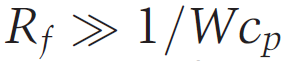 R_f ≫ 1/Wc_p